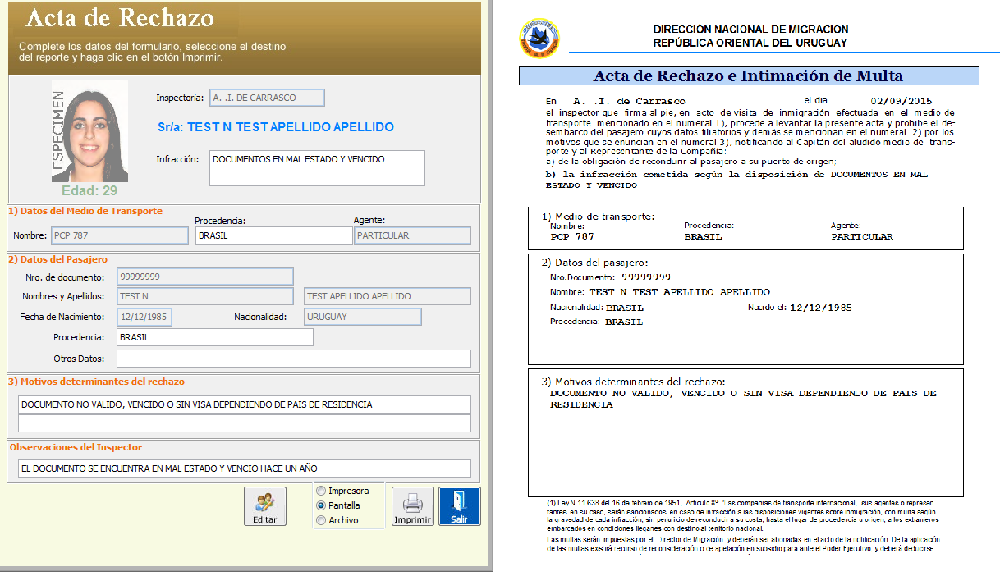 Acta de Rechazo
Complete los datos del formulario, seleccione el destino
del reporte y haga clic en el botón Imprimir.
ESPECIMEN
Edad: 29
Inspectoría: A. .I. DE CARRASCO
Sr/a: TEST N TEST APELLIDO APELLIDO
Infracción: DOCUMENTOS EN MAL ESTADO Y VENCIDO
1) Datos del Medio de Transporte
Procedencia: Agente:
Nombre: PCP 787 BRASIL PARTICULAR
2) Datos del Pasajero
Nro. de documento: 99999999
Nombres y Apellidos: TEST N TEST APELLIDO APELLIDO
Fecha de Nacimiento: 12/12/1985 Nacionalidad: URUGUAY
Procedencia: BRASIL
Otros Datos:
3) Motivos determinantes del rechazo
DOCUMENTO NO VALIDO, VENCIDO O SIN VISA DEPENDIENDO DE PAIS DE RESIDENCIA
Observaciones del Inspector
EL DOCUMENTO SE ENCUENTRA EN MAL ESTADO Y VENCIO HACE UN AÑO
Editar
Impresora
Pantalla
Archivo
Imprimir
Salir
DIRECCIÓN NACIONAL DE MIGRACION
REPÚBLICA ORIENTAL DEL URUGUAY
Acta de Rechazo e Intimación de Multa
En A. .I. de Carrasco el dia 02/09/2015
el inspector que firma al pie, en acto de visita de inmigración efectuada en el medio de
transporte mencionado en el numeral 1), procede a levantar la presente acta y prohibe el de-
sembarco del pasajero cuyos datos filiatorios y demás se mencionan en el numeral 2) por los
motivos que se enuncian en el numeral 3), notificando al Capitán del aludido medio de trans-
porte y al Representante de la Compañía:
a) de la obligación de reconducir al pasajero a su puerto de origen;
b) la infracción cometida según la disposición de DOCUMENTOS EN MAL
ESTADO Y VENCIDO
1) Medio de transporte:
Nombre: Procedencia: Agente:
PCP 787 BRASIL PARTICULAR
2) Datos del pasajero:
Nro.Documento: 99999999
Nombre: TEST N TEST APELLIDO APELLIDO
Nacionalidad: BRASIL Nacido el: 12/12/1985
Procedencia: BRASIL
3) Motivos determinantes del rechazo:
DOCUMENTO NO VALIDO, VENCIDO O SIN VISA DEPENDIENDO DE PAIS DE
RESIDENCIA
(1) Ley N 11.638 del 16 de febrero de 1951, Artículo 8º. "Las compañías de transporte internacional, sus agentes o represen
tantes en su caso, serán sancionados, en caso de infracción a las disposiciones vigentes sobre inmigración, con multa según
la gravedad de cada infracción, sin perjuicio de reconducir a su costa, hasta el lugar de procedencia u origen, a los extranjeros
embarcados en condiciones ilegales con destino al territorio nacional.
Las multas serán impuestas por el Director de Migración y deberán ser abonadas en el acto de la notificación. De la aplicación
de las multas existirá recurso de reconsideración o de apelación en subsidio para ante el Poder Ejecutivo, y deberá deducirse